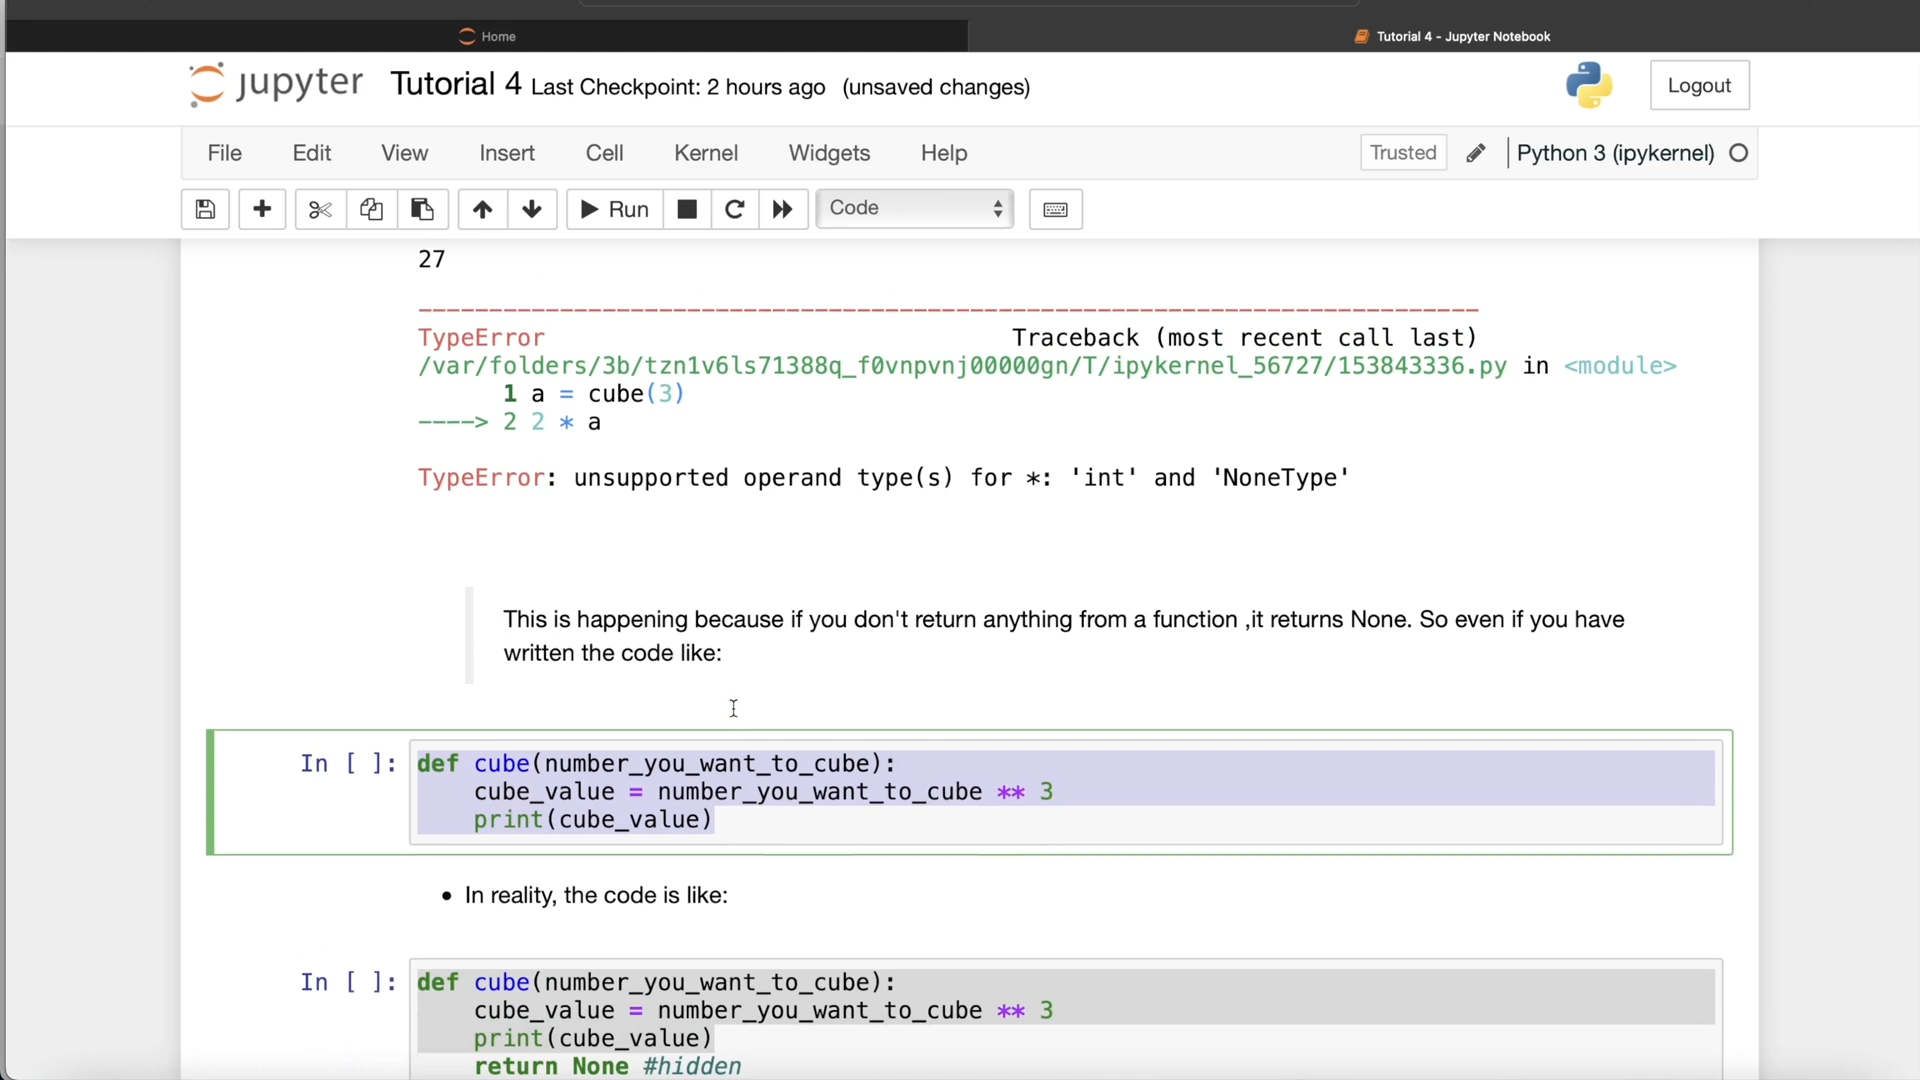 Home
Tutorial 4 - Jupyter Notebook
jupyter Tutorial 4 Last Checkpoint: 2 hours ago (unsaved changes)
Logout
File Edit View Insert Cell Kernel Widgets Help
Trusted Python 3 (ipykernel)
Run Code
27
---------------------------------------------------------------------------
TypeError Traceback (most recent call last)
/var/folders/3b/tzn1v6ls71388q_f0vnpvnj00000gn/T/ipykernel_56727/153843336.py in <module>
1 a = cube(3)
----> 2 2 * a
TypeError: unsupported operand type(s) for *: 'int' and 'NoneType'
This is happening because if you don't return anything from a function ,it returns None. So even if you have
written the code like:
In [ ]: def cube(number_you_want_to_cube):
cube_value = number_you_want_to_cube ** 3
print(cube_value)
• In reality, the code is like:
In [ ]: def cube(number_you_want_to_cube):
cube_value = number_you_want_to_cube ** 3
print(cube_value)
return None #hidden